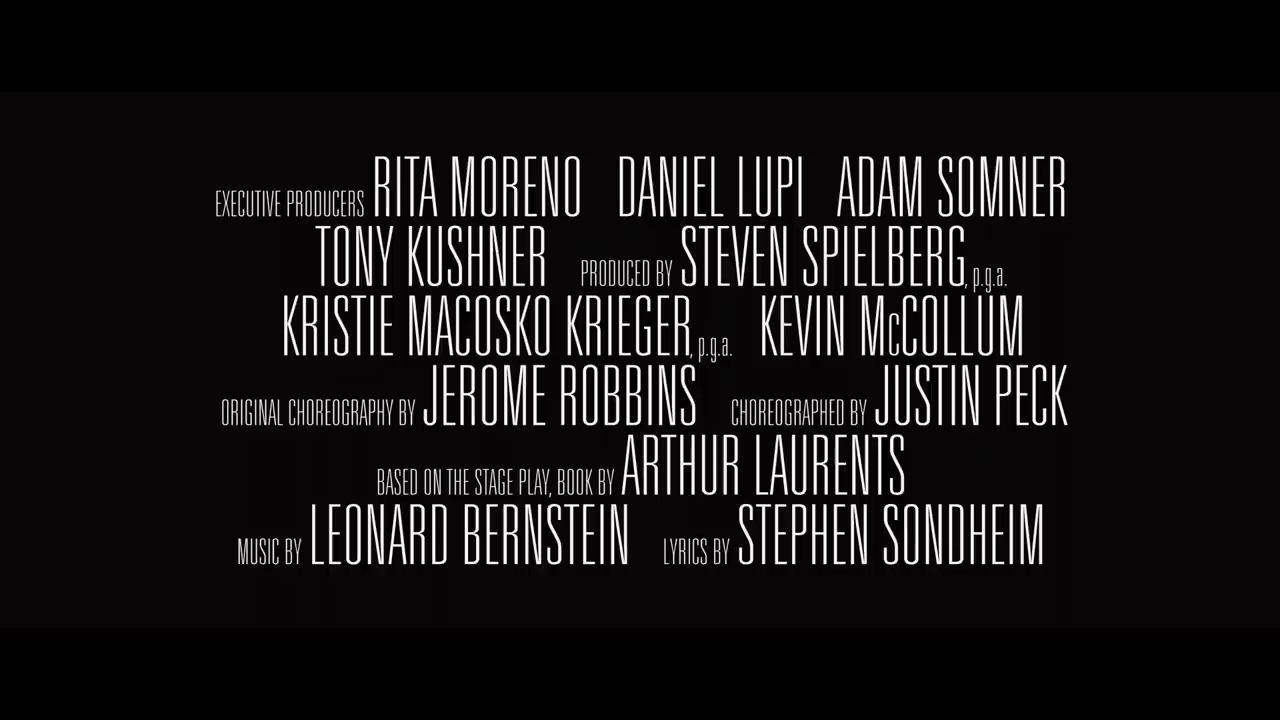 EXECUTIVE PRODUCERS RITA MORENO DANIEL LUPI ADAM SOMNER
TONY KUSHNER PRODUCED BY STEVEN SPIELBERG, p.g.a.
KRISTIE MACOSKO KRIEGER, p.g.a. KEVIN McCOLLUM
ORIGINAL CHOREOGRAPHY BY JEROME ROBBINS CHOREOGRAPHED BY JUSTIN PECK
BASED ON THE STAGE PLAY, BOOK BY ARTHUR LAURENTS
MUSIC BY LEONARD BERNSTEIN LYRICS BY STEPHEN SONDHEIM